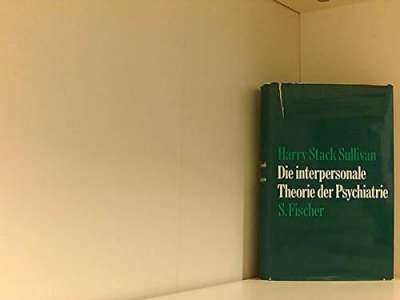 Harry Stack Sullivan
Die interpersonale
Theorie der Psychiatrie
S. Fischer